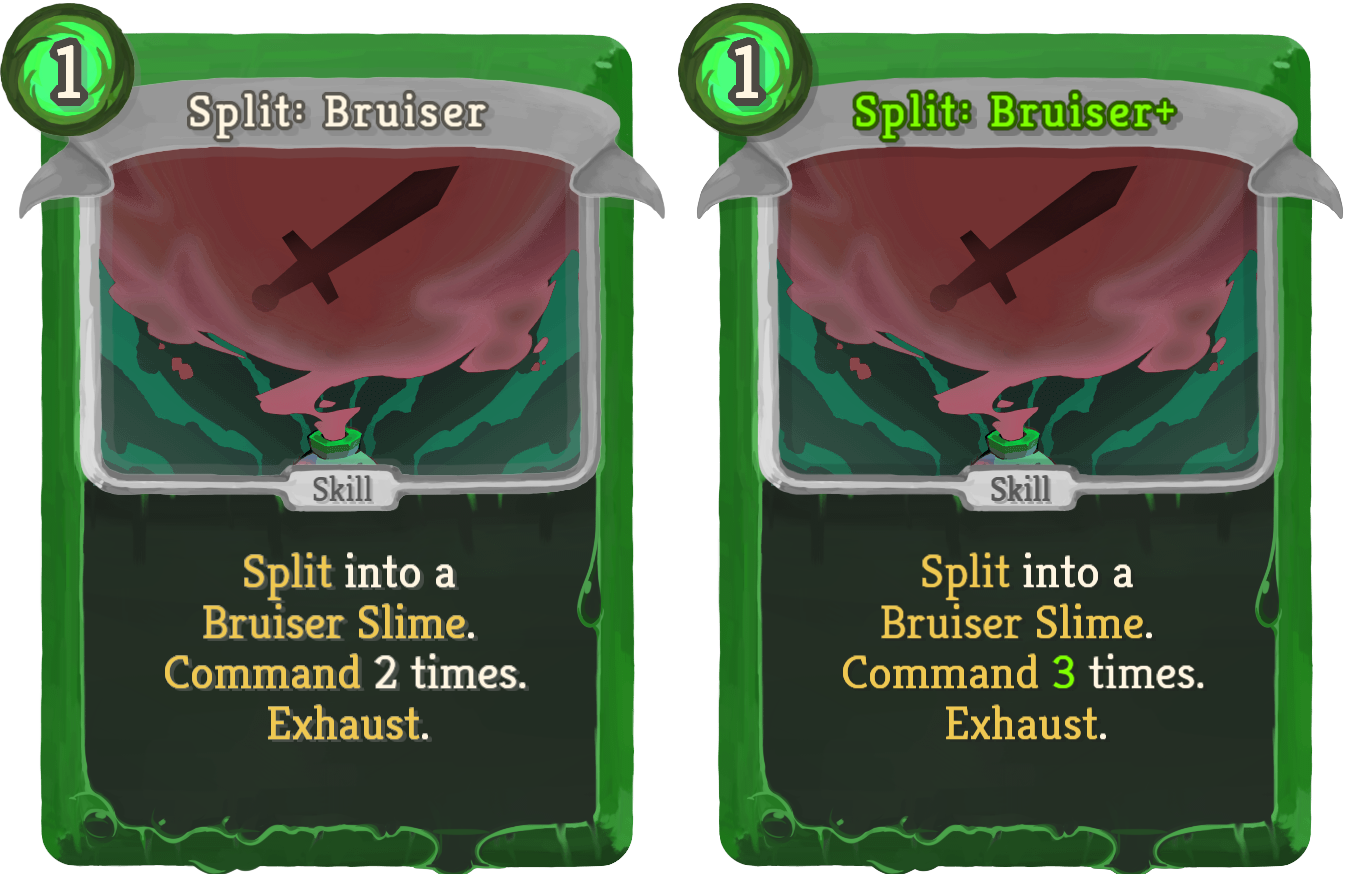 1
Split: Bruiser
Skill
Split into a
Bruiser Slime.
Command 2 times.
Exhaust.
1
Split: Bruiser+
Skill
Split into a
Bruiser Slime.
Command 3 times.
Exhaust.